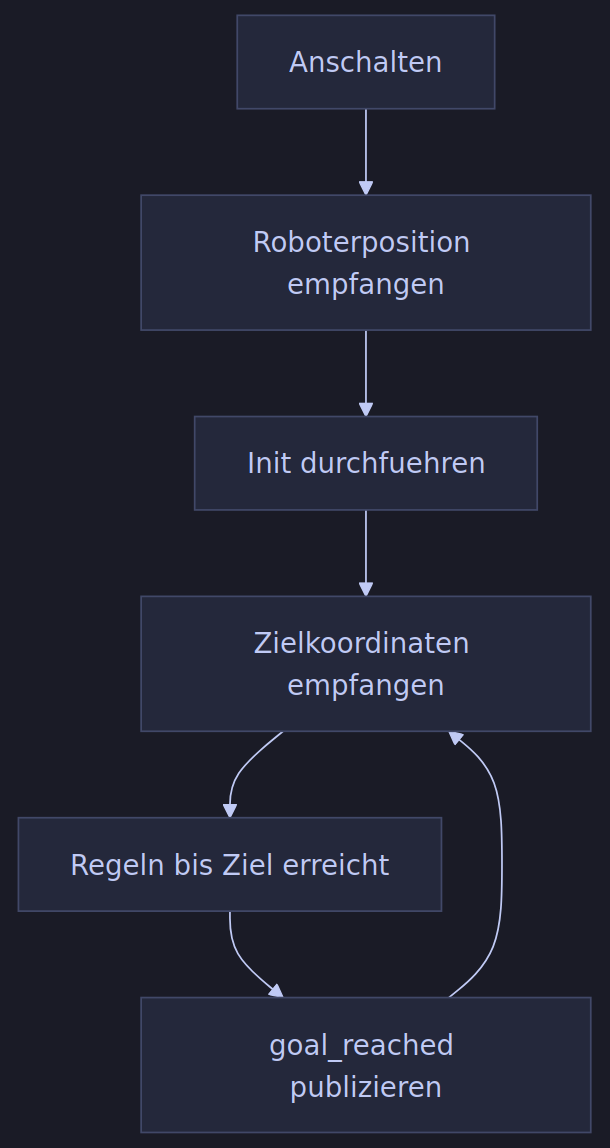 Anschalten
Roboterposition
empfangen
Init durchfuehren
Zielkoordinaten
empfangen
Regeln bis Ziel erreicht
goal_reached
publizieren